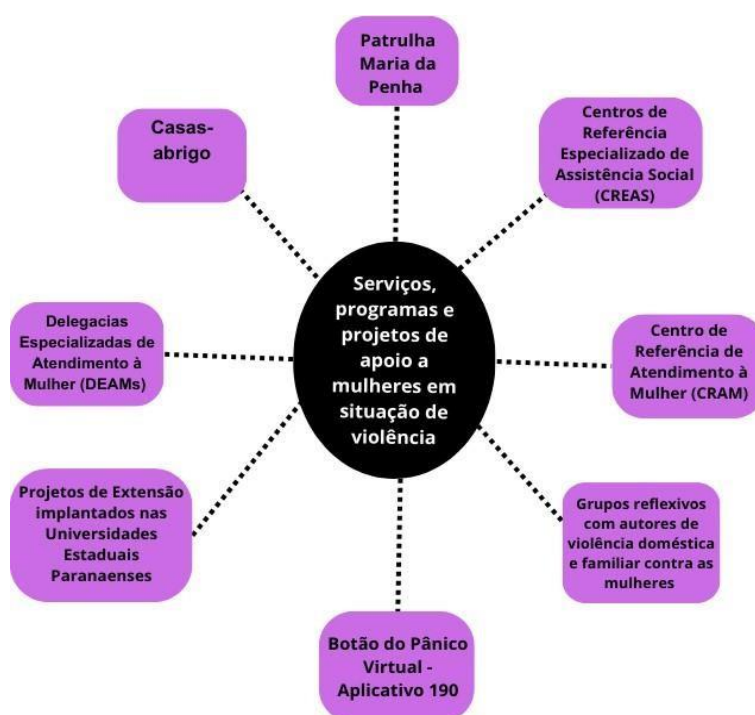 Patrulha
Maria da
Penha
Casas-
abrigo
Centros de
Referência
Especializado de
Assistência Social
(CREAS)
Serviços,
programas e
projetos de
apoio a
mulheres em
situação de
violência
Delegacias
Especializadas de
Atendimento à
Mulher (DEAMs)
Centro de
Referência de
Atendimento à
Mulher (CRAM)
Projetos de Extensão
implantados nas
Universidades
Estaduais
Paranaenses
Grupos reflexivos
com autores de
violência doméstica
e familiar contra as
mulheres
Botão do Pânico
Virtual -
Aplicativo 190